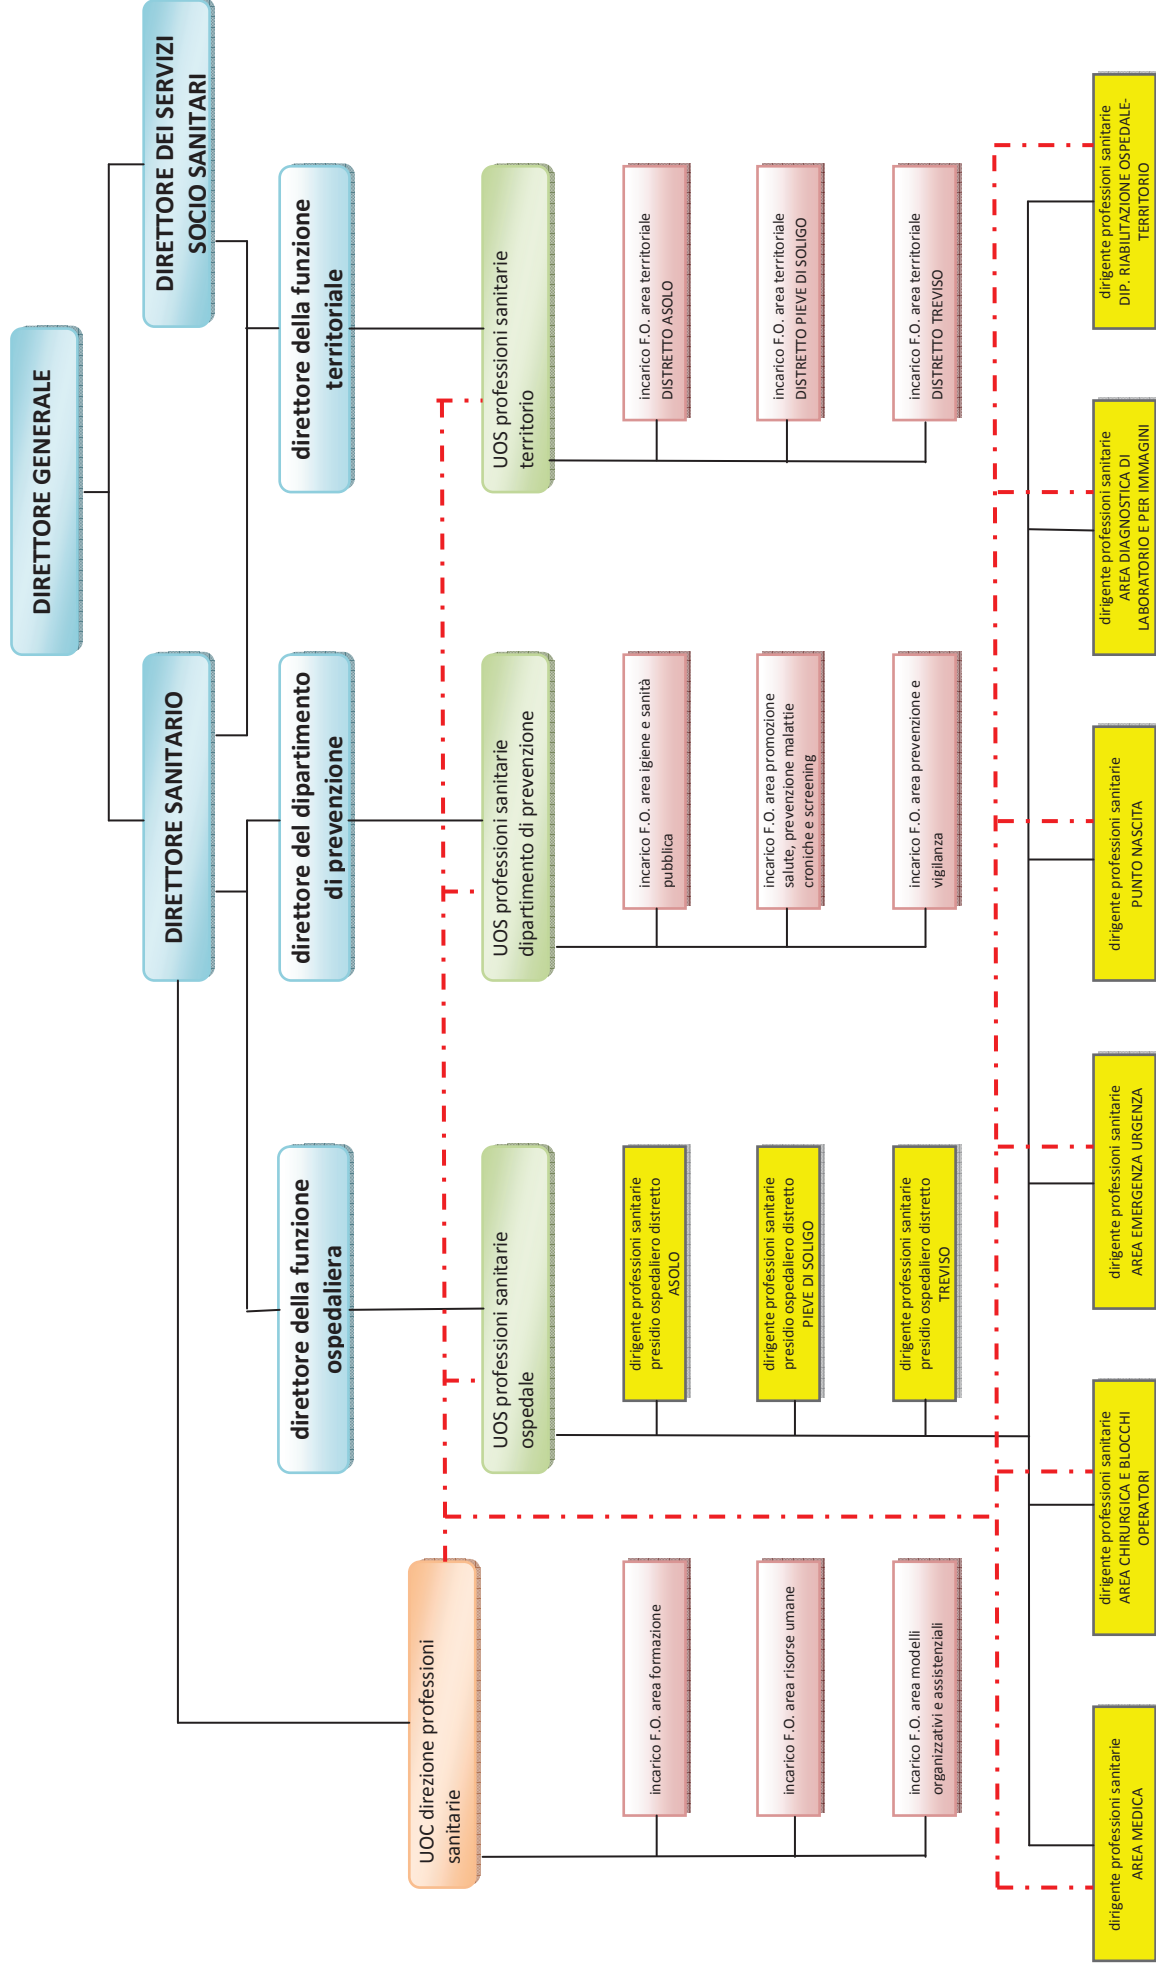 DIRETTORE GENERALE
DIRETTORE SANITARIO
DIRETTORE DEI SERVIZI
SOCIO SANITARI
direttore della funzione
ospedaliera
direttore del dipartimento
di prevenzione
direttore della funzione
territoriale
UOC direzione professioni
sanitarie
UOS professioni sanitarie
ospedale
UOS professioni sanitarie
dipartimento di prevenzione
UOS professioni sanitarie
territorio
incarico F.O. area formazione
dirigente professioni sanitarie
presidio ospedaliero distretto
ASOLO
incarico F.O. area igiene e sanità
pubblica
incarico F.O. area territoriale
DISTRETTO ASOLO
incarico F.O. area risorse umane
dirigente professioni sanitarie
presidio ospedaliero distretto
PIEVE DI SOLIGO
incarico F.O. area promozione
salute, prevenzione malattie
croniche e screening
incarico F.O. area territoriale
DISTRETTO PIEVE DI SOLIGO
incarico F.O. area modelli
organizzativi e assistenziali
dirigente professioni sanitarie
presidio ospedaliero distretto
TREVISO
incarico F.O. area prevenzione e
vigilanza
incarico F.O. area territoriale
DISTRETTO TREVISO
dirigente professioni sanitarie
AREA MEDICA
dirigente professioni sanitarie
AREA CHIRURGICA E BLOCCHI
OPERATORI
dirigente professioni sanitarie
AREA EMERGENZA URGENZA
dirigente professioni sanitarie
PUNTO NASCITA
dirigente professioni sanitarie
AREA DIAGNOSTICA DI
LABORATORIO E PER IMMAGINI
dirigente professioni sanitarie
DIP. RIABILITAZIONE OSPEDALE-
TERRITORIO